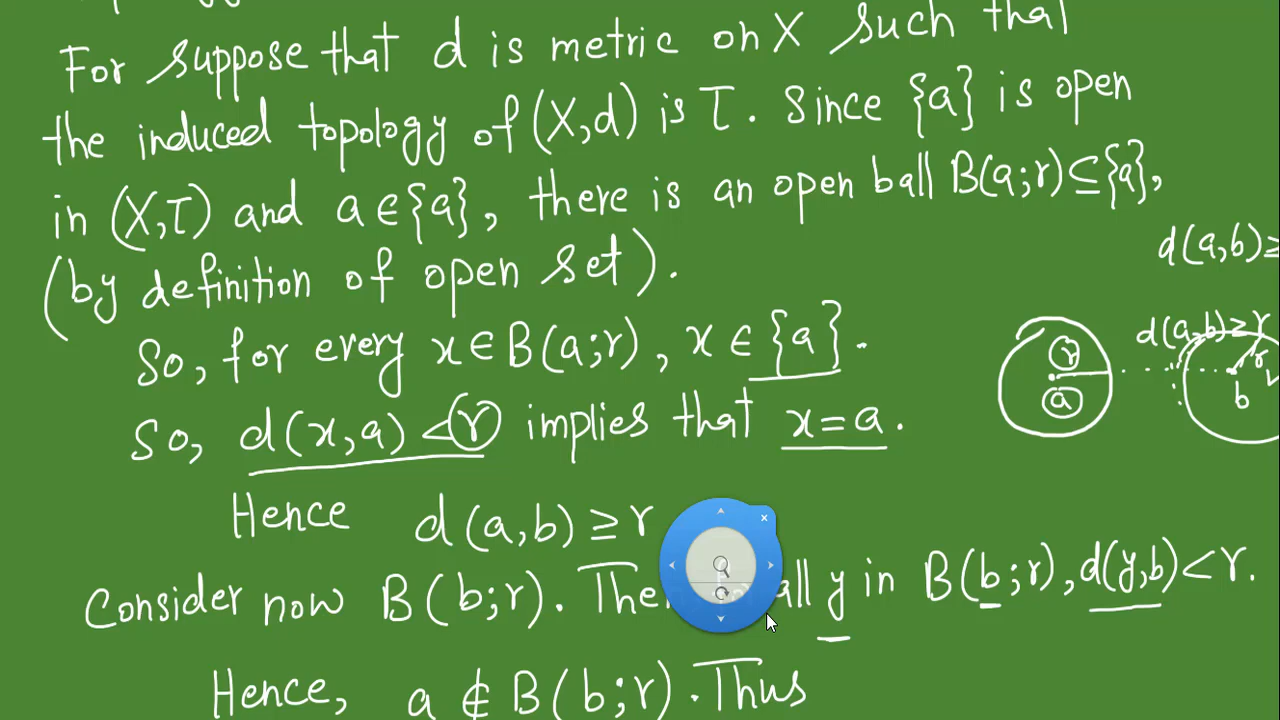 For suppose that d is metric on X such that
the induced topology of (X,d) is τ. Since {a} is open
in (X,τ) and a∈{a}, there is an open ball B(a;r)⊆{a},
(by definition of open set).
So, for every x∈B(a;r), x∈{a}.
So, d(x,a)<r implies that x=a.
Hence d(a,b)≥r
Consider now B(b;r). Then all y in B(b;r), d(y,b)<r.
Hence, a∉B(b;r). Thus
d(a,b)≥
d(a,b)≥r
r
a
r
b